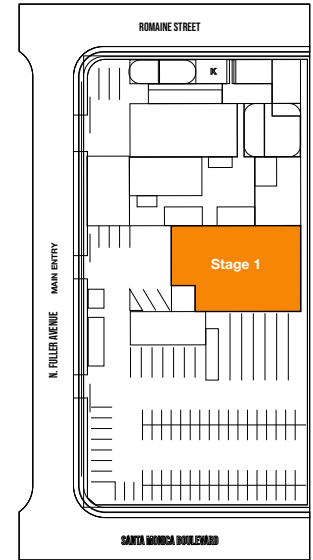 ROMAINE STREET
K
Stage 1
MAIN ENTRY
N. FULLER AVENUE
SANTA MONICA BOULEVARD